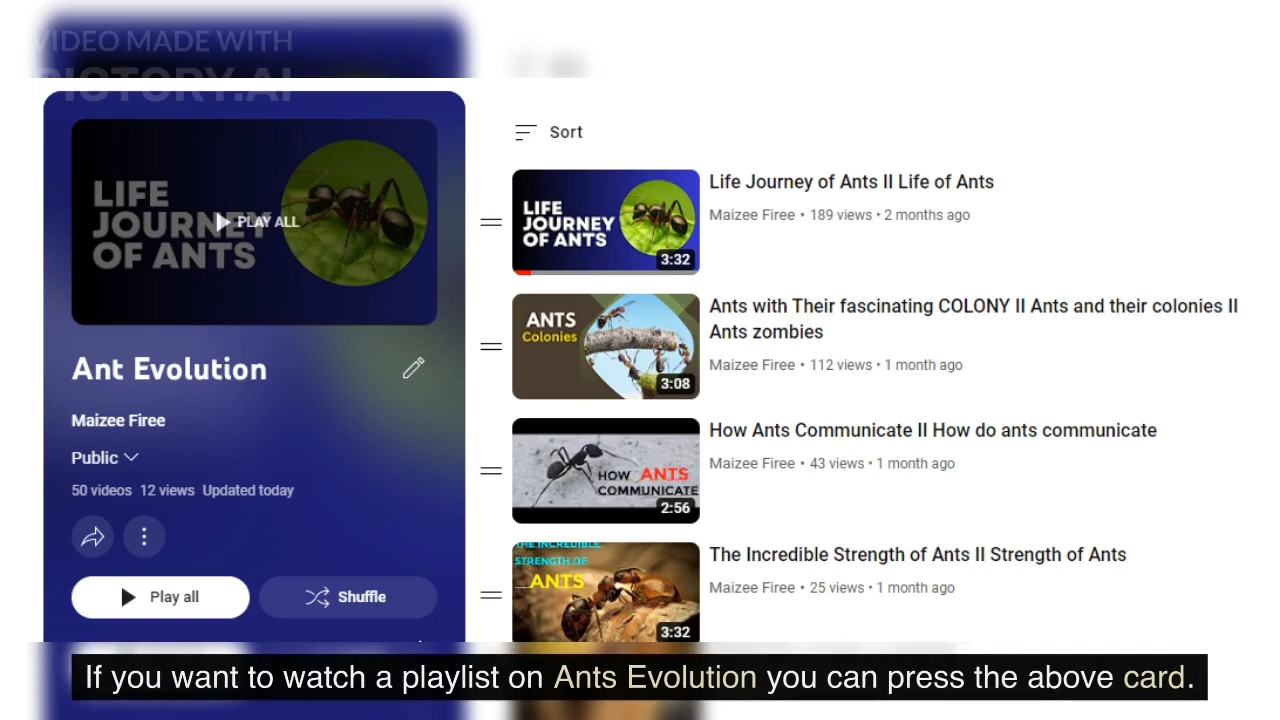 VIDEO MADE WITH
PICTORY.AI
LIFE
JOURNEY
OF ANTS
PLAY ALL
Ant Evolution
Maizee Firee
Public
50 videos 12 views Updated today
Play all
Shuffle
Sort
LIFE
JOURNEY
OF ANTS
3:32
Life Journey of Ants II Life of Ants
Maizee Firee • 189 views • 2 months ago
ANTS
Colonies
3:08
Ants with Their fascinating COLONY II Ants and their colonies II
Ants zombies
Maizee Firee • 112 views • 1 month ago
HOW ANTS
COMMUNICATE
2:56
How Ants Communicate II How do ants communicate
Maizee Firee • 43 views • 1 month ago
THE INCREDIBLE
STRENGTH OF
ANTS
3:32
The Incredible Strength of Ants II Strength of Ants
Maizee Firee • 25 views • 1 month ago
If you want to watch a playlist on Ants Evolution you can press the above card.